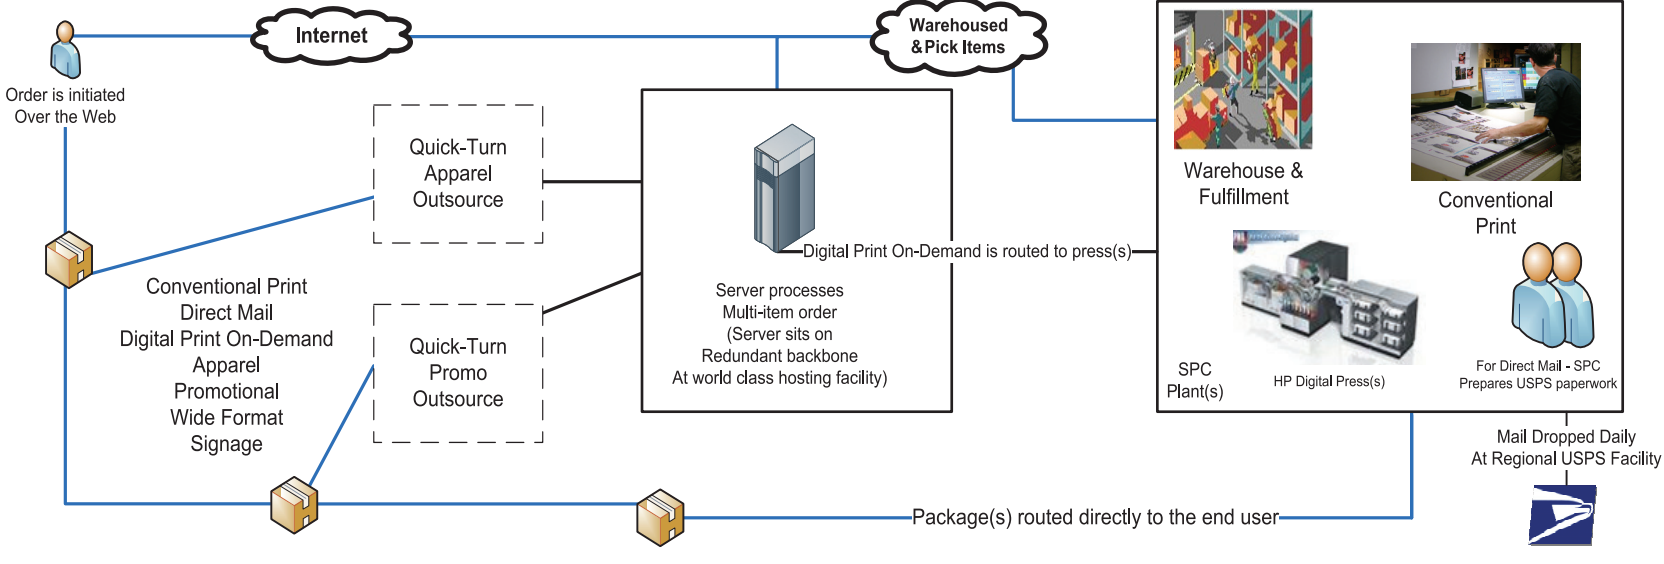 Internet
Warehoused
& Pick Items
Order is initiated
Over the Web
Quick-Turn
Apparel
Outsource
Warehouse &
Fulfillment
Conventional
Print
Digital Print On-Demand is routed to press(s)
Conventional Print
Direct Mail
Digital Print On-Demand
Apparel
Promotional
Wide Format
Signage
Quick-Turn
Promo
Outsource
Server processes
Multi-item order
(Server sits on
Redundant backbone
At world class hosting facility)
SPC
Plant(s)
HP Digital Press(s)
For Direct Mail - SPC
Prepares USPS paperwork
Mail Dropped Daily
At Regional USPS Facility
Package(s) routed directly to the end user